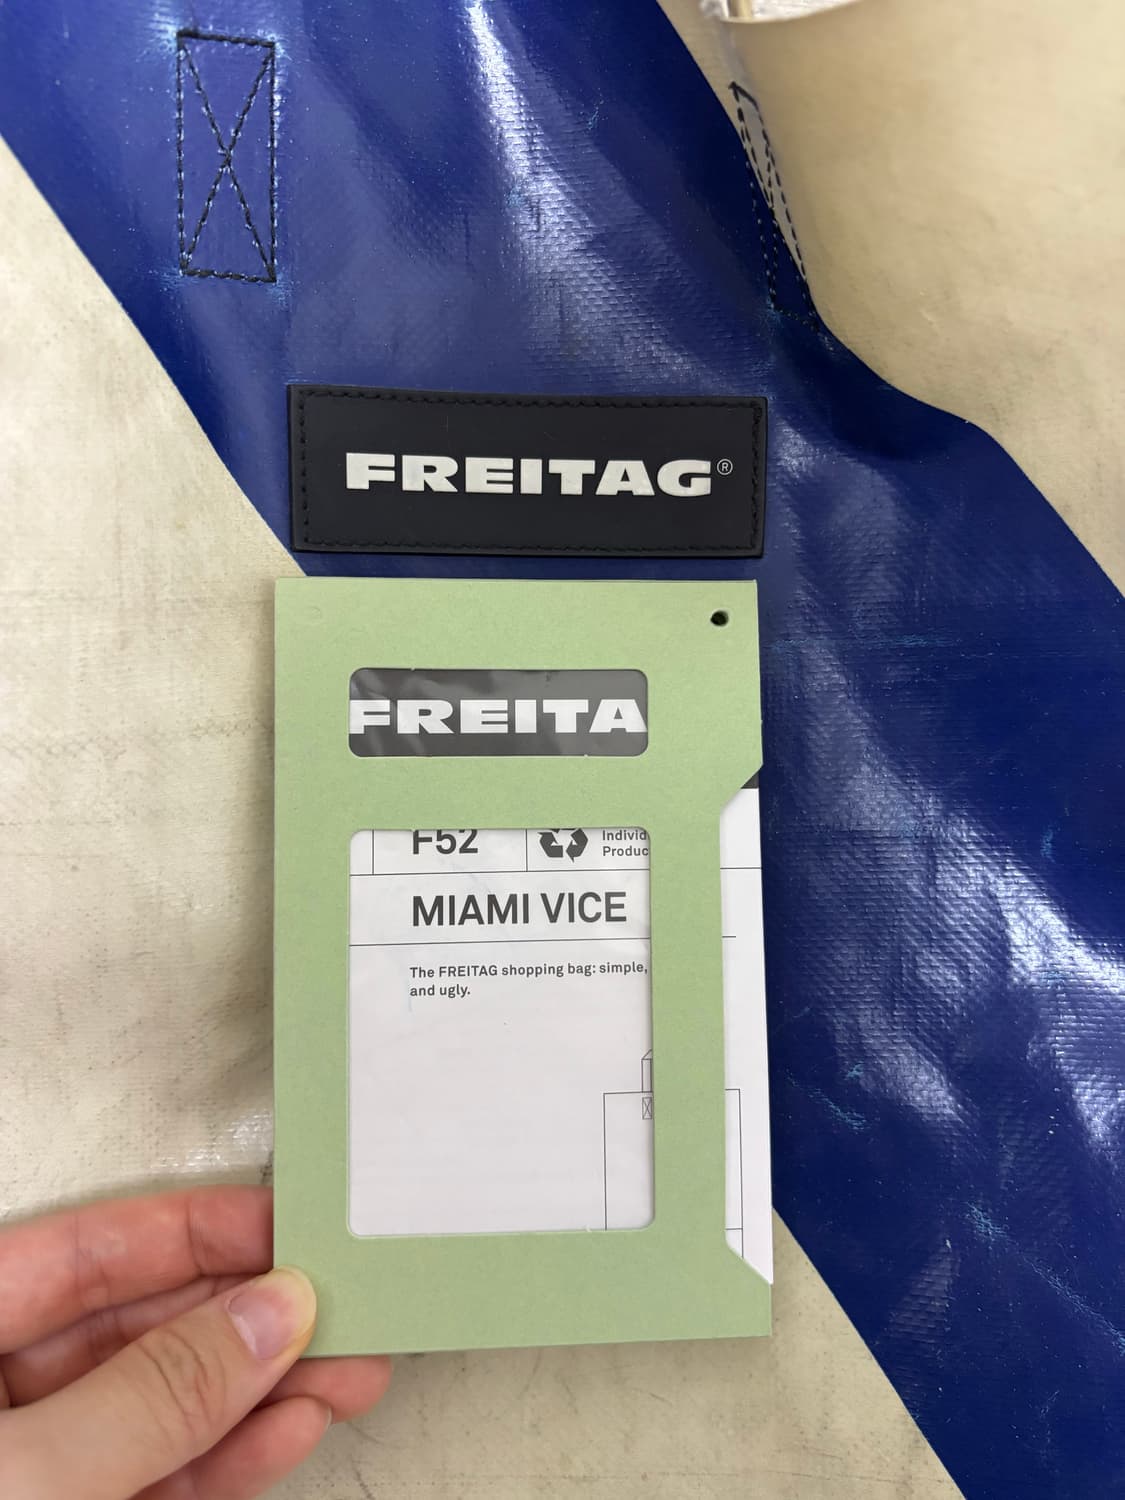 FREITAG®
FREITA
F52
Individ
Produc
MIAMI VICE
The FREITAG shopping bag: simple,
and ugly.